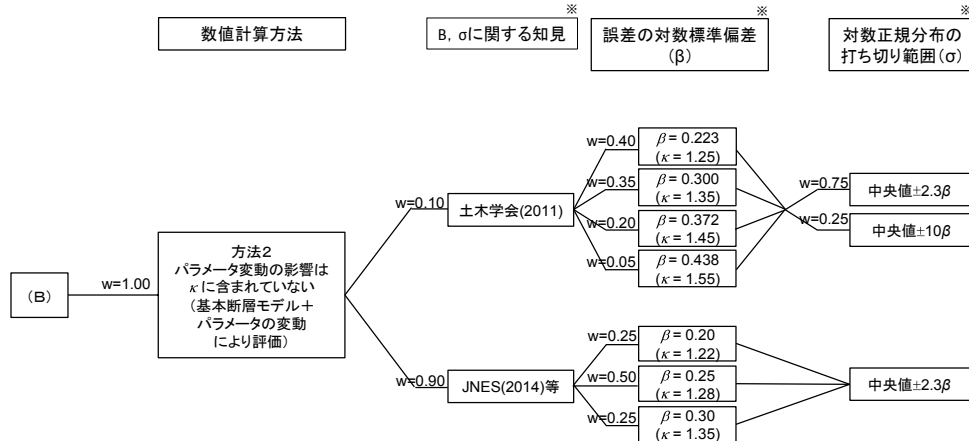 ※
※
※
数値計算方法
B, σに関する知見
誤差の対数標準偏差
(β)
対数正規分布の
打ち切り範囲(σ)
(B)
w=1.00
方法2
パラメータ変動の影響は
κに含まれていない
(基本断層モデル+
パラメータの変動
により評価)
w=0.10
土木学会(2011)
w=0.40
β = 0.223
(κ = 1.25)
w=0.35
β = 0.300
(κ = 1.35)
w=0.20
β = 0.372
(κ = 1.45)
w=0.05
β = 0.438
(κ = 1.55)
w=0.75
中央値±2.3β
w=0.25
中央値±10β
w=0.90
JNES(2014)等
w=0.25
β = 0.20
(κ = 1.22)
w=0.50
β = 0.25
(κ = 1.28)
w=0.25
β = 0.30
(κ = 1.35)
中央値±2.3β